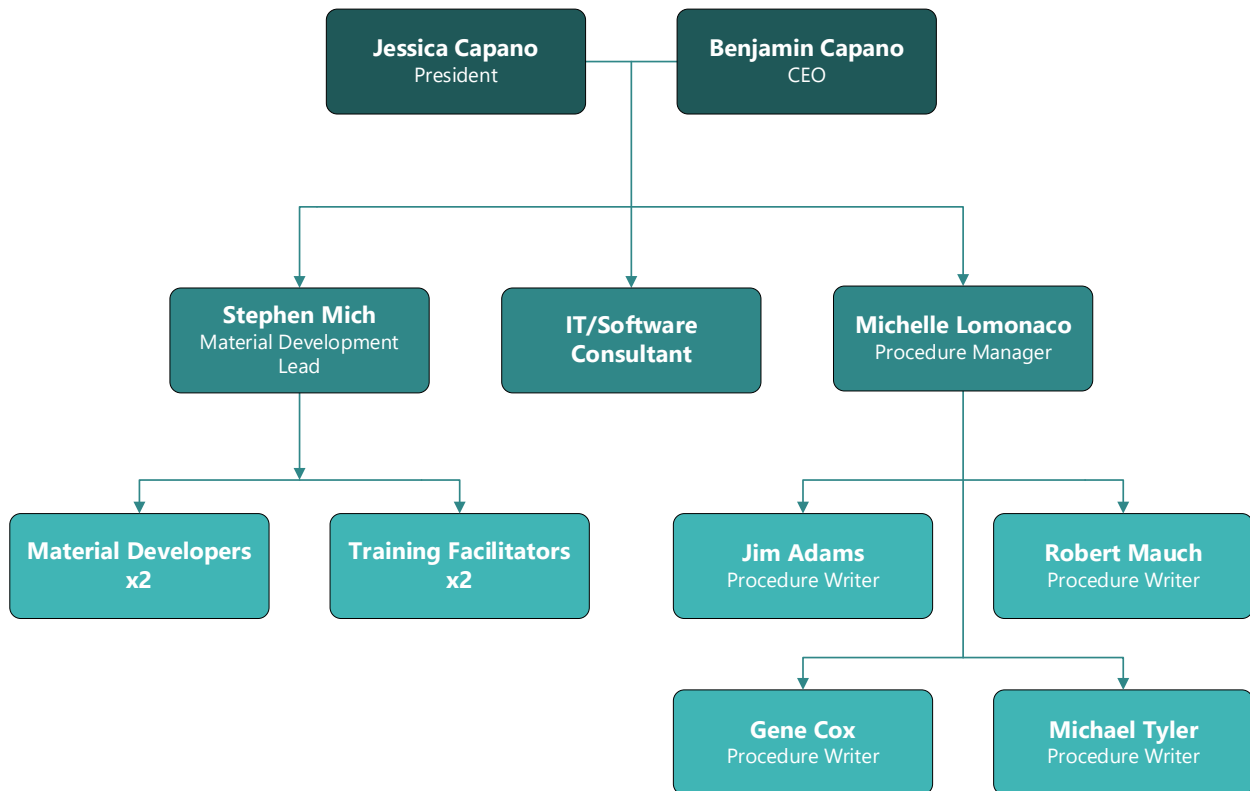 Jessica Capano
President
Benjamin Capano
CEO
Stephen Mich
Material Development
Lead
IT/Software
Consultant
Michelle Lomonaco
Procedure Manager
Material Developers
x2
Training Facilitators
x2
Jim Adams
Procedure Writer
Robert Mauch
Procedure Writer
Gene Cox
Procedure Writer
Michael Tyler
Procedure Writer